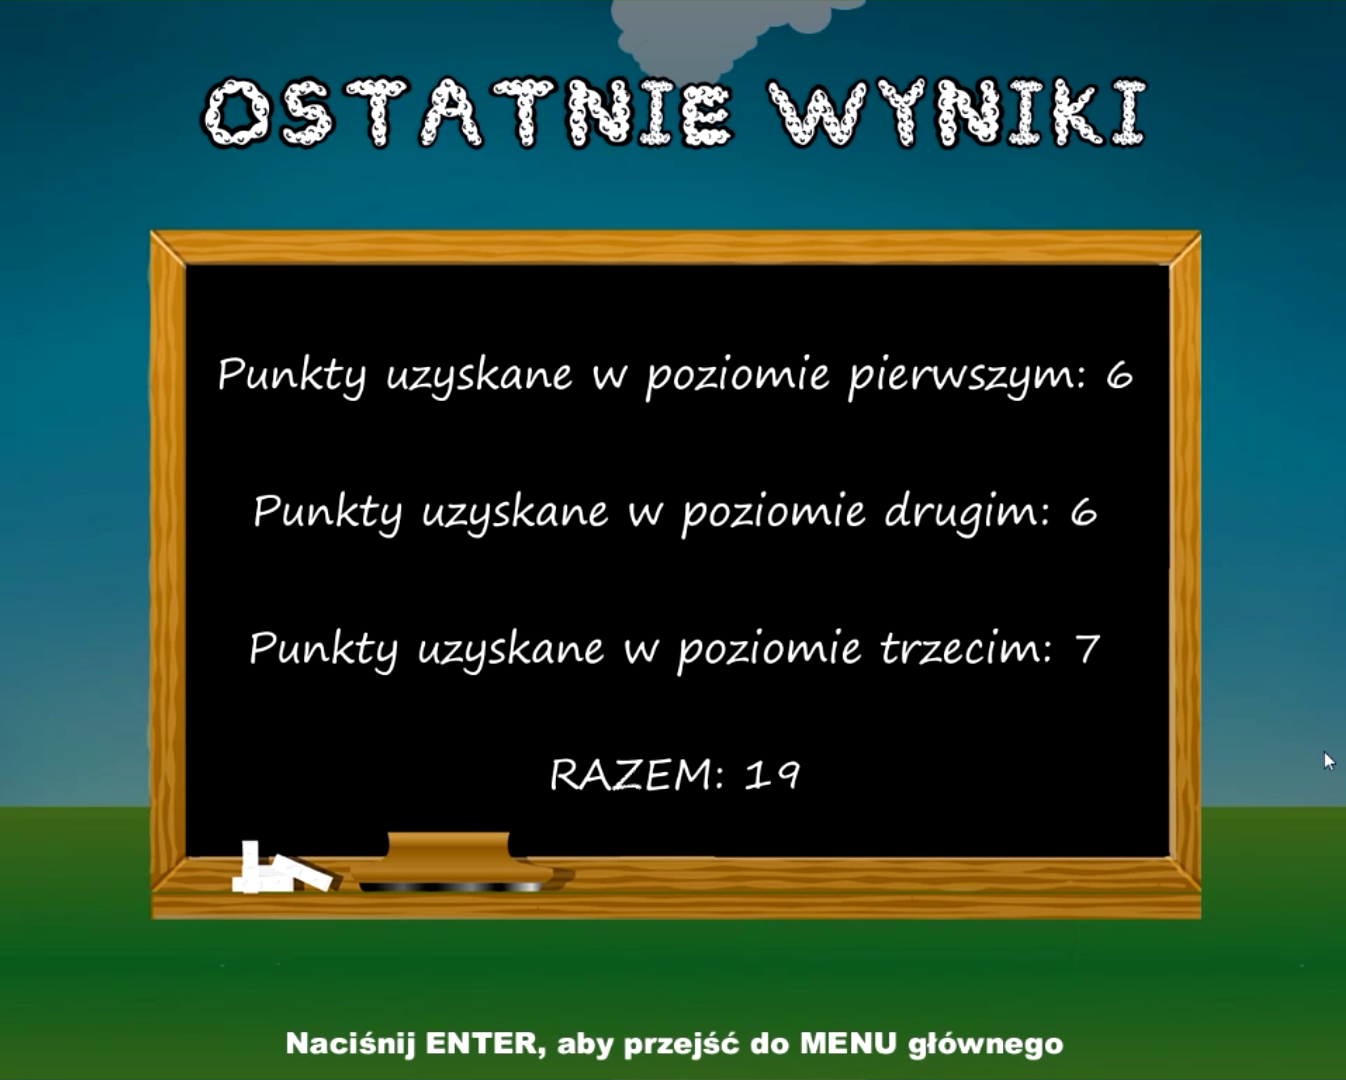 OSTATNIE WYNIKI
Punkty uzyskane w poziomie pierwszym: 6
Punkty uzyskane w poziomie drugim: 6
Punkty uzyskane w poziomie trzecim: 7
RAZEM: 19
Naciśnij ENTER, aby przejść do MENU głównego